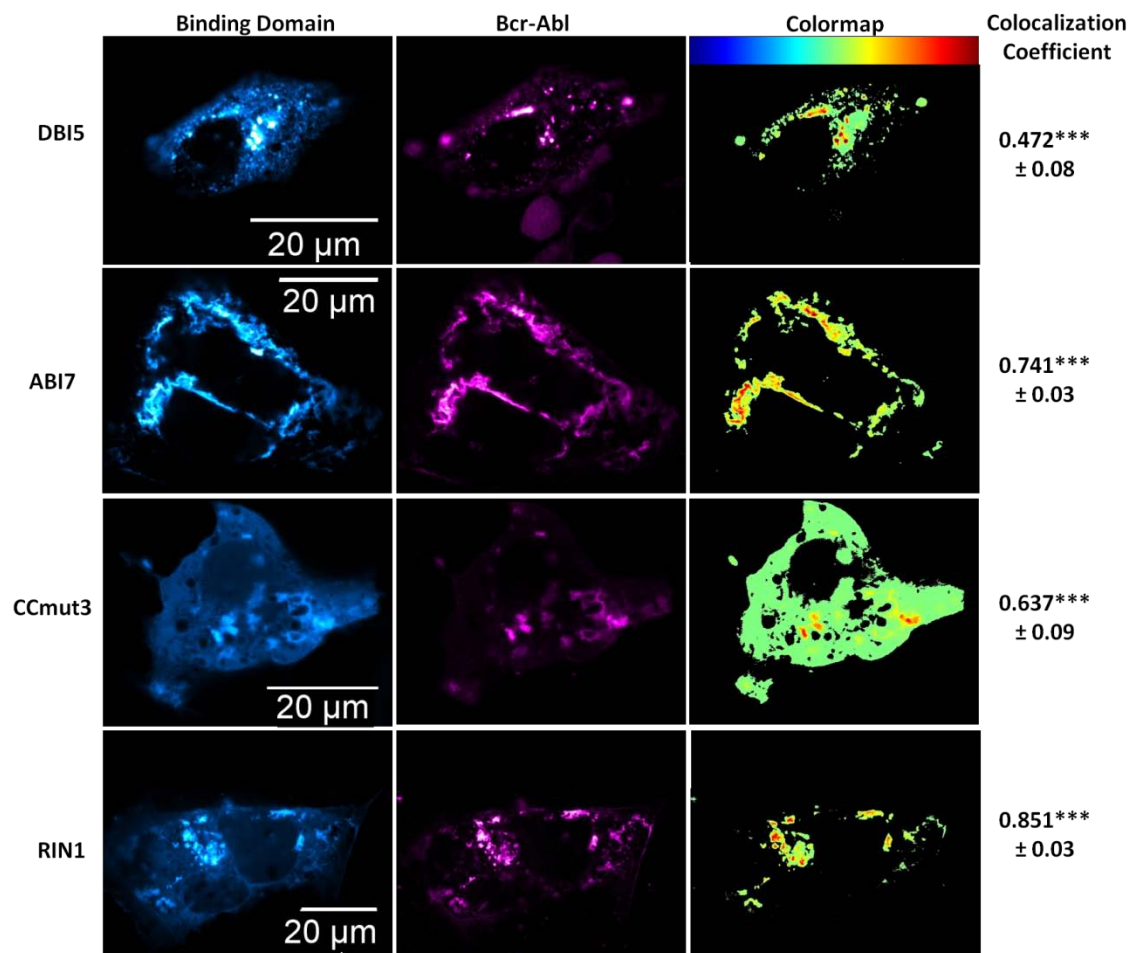 Binding Domain Bcr-Abl Colormap Colocalization
Coefficient
DBI5
0.472***
± 0.08
20 µm
20 µm
ABI7
0.741***
± 0.03
CCmut3
0.637***
± 0.09
20 µm
RIN1
0.851***
± 0.03
20 µm